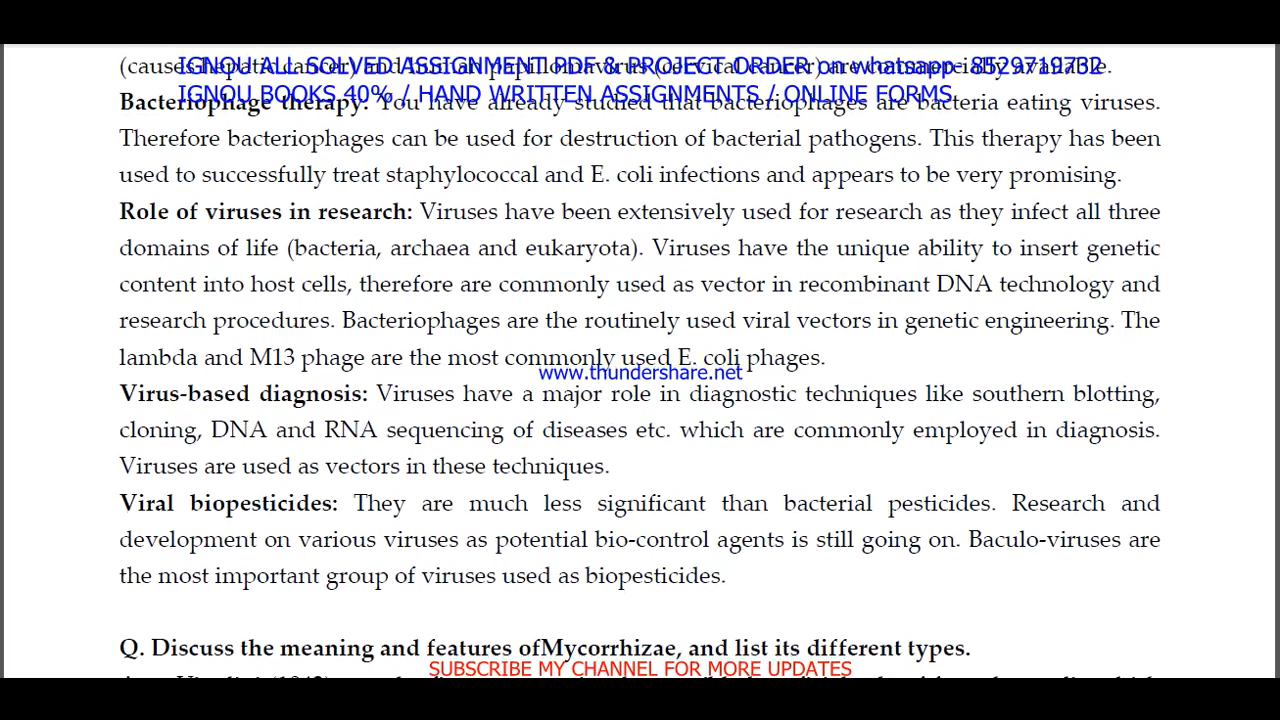 (causes hepatic cancer) and human papillomavirus (cervical cancer) are commercially available.
IGNOU ALL SOLVED ASSIGNMENT PDF & PROJECT ORDER on whatsapp- 8529719732
IGNOU BOOKS 40% / HAND WRITTEN ASSIGNMENTS / ONLINE FORMS
Bacteriophage therapy: You have already studied that bacteriophages are bacteria eating viruses.
Therefore bacteriophages can be used for destruction of bacterial pathogens. This therapy has been
used to successfully treat staphylococcal and E. coli infections and appears to be very promising.
Role of viruses in research: Viruses have been extensively used for research as they infect all three
domains of life (bacteria, archaea and eukaryota). Viruses have the unique ability to insert genetic
content into host cells, therefore are commonly used as vector in recombinant DNA technology and
research procedures. Bacteriophages are the routinely used viral vectors in genetic engineering. The
lambda and M13 phage are the most commonly used E. coli phages.
www.thundershare.net
Virus-based diagnosis: Viruses have a major role in diagnostic techniques like southern blotting,
cloning, DNA and RNA sequencing of diseases etc. which are commonly employed in diagnosis.
Viruses are used as vectors in these techniques.
Viral biopesticides: They are much less significant than bacterial pesticides. Research and
development on various viruses as potential bio-control agents is still going on. Baculo-viruses are
the most important group of viruses used as biopesticides.
Q. Discuss the meaning and features ofMycorrhizae, and list its different types.
SUBSCRIBE MY CHANNEL FOR MORE UPDATES